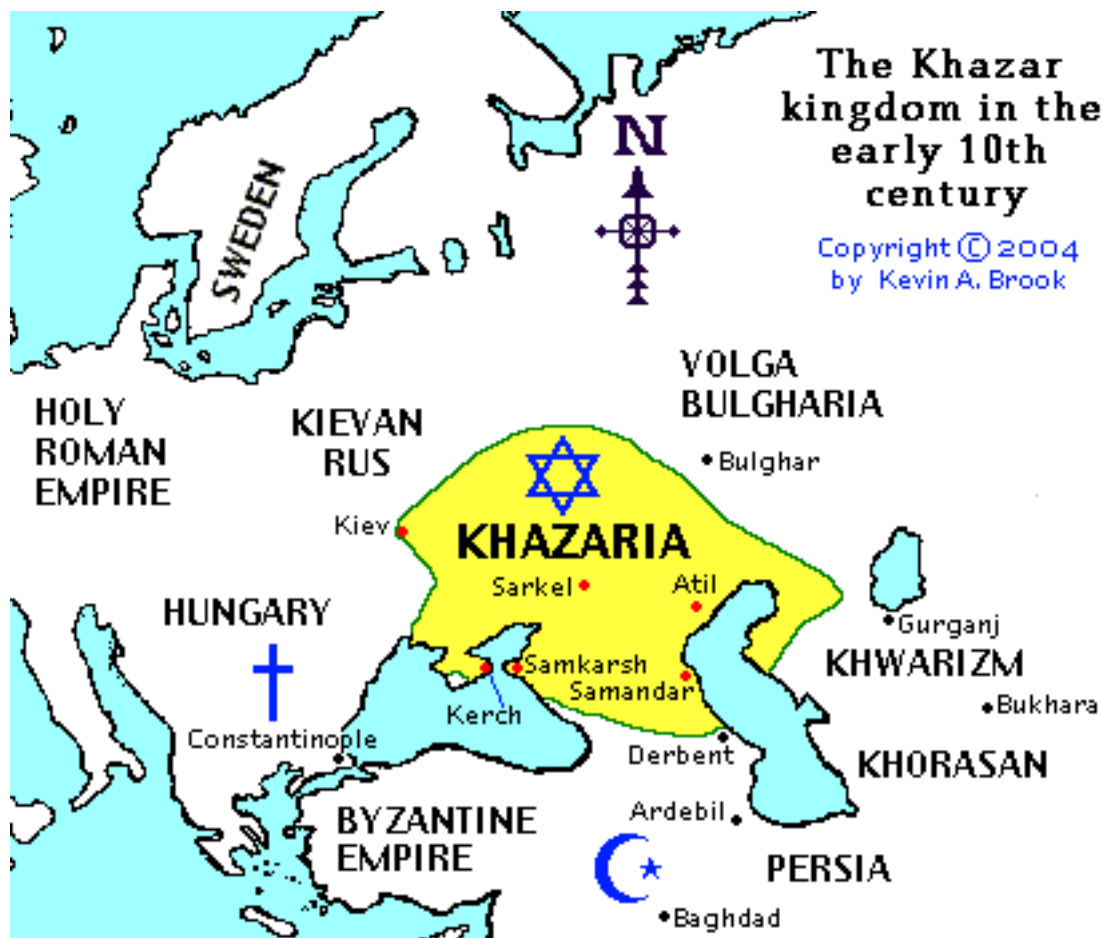 The Khazar
kingdom in the
early 10th
century
Copyright © 2004
by Kevin A. Brook
N
SWEDEN
VOLGA
BULGHARIA
HOLY
ROMAN
EMPIRE
KIEVAN
RUS
Bulghar
Kiev
KHAZARIA
Sarkel
Atil
HUNGARY
Gurganj
KHWARIZM
Samkarsh
Samandar
Kerch
Bukhara
Constantinople
Derbent
KHORASAN
Ardebil
BYZANTINE
EMPIRE
PERSIA
Baghdad